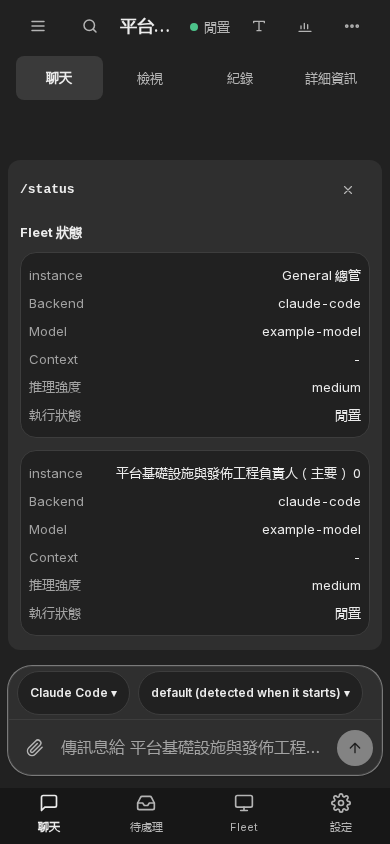 平台… 閒置
聊天 檢視 紀錄 詳細資訊
/status
Fleet 狀態
instance General 總管
Backend claude-code
Model example-model
Context -
推理強度 medium
執行狀態 閒置
instance 平台基礎設施與發佈工程負責人（主要）0
Backend claude-code
Model example-model
Context -
推理強度 medium
執行狀態 閒置
Claude Code ▾ default (detected when it starts) ▾
傳訊息給 平台基礎設施與發佈工程…
聊天 待處理 Fleet 設定